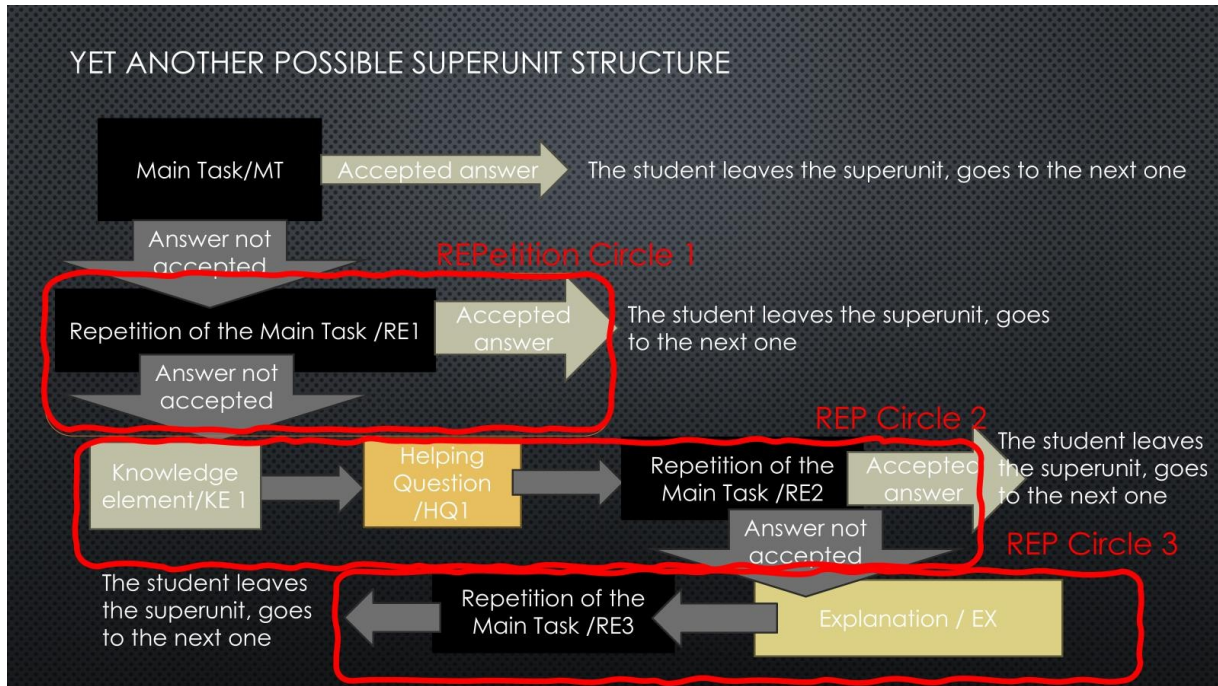 YET ANOTHER POSSIBLE SUPERUNIT STRUCTURE
Main Task/MT
Accepted answer
The student leaves the superunit, goes to the next one
Answer not
accepted
REPetition Circle 1
Repetition of the Main Task /RE1
Accepted
answer
The student leaves the superunit, goes
to the next one
Answer not
accepted
REP Circle 2
Knowledge
element/KE 1
Helping
Question
/HQ1
Repetition of the
Main Task /RE2
Accepted
answer
The student leaves
the superunit, goes
to the next one
Answer not
accepted
REP Circle 3
The student leaves
the superunit, goes
to the next one
Repetition of the
Main Task /RE3
Explanation / EX